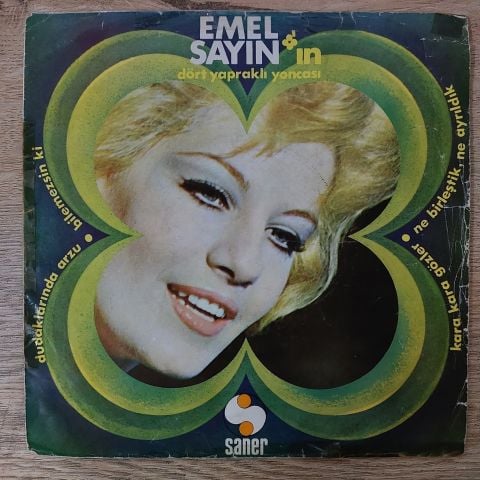 EMEL
SAYIN'ın
dört yapraklı yoncası
dudaklarında arzu • bilemezsin ki
kara kara gözler • ne birleştik, ne ayrıldık
saner